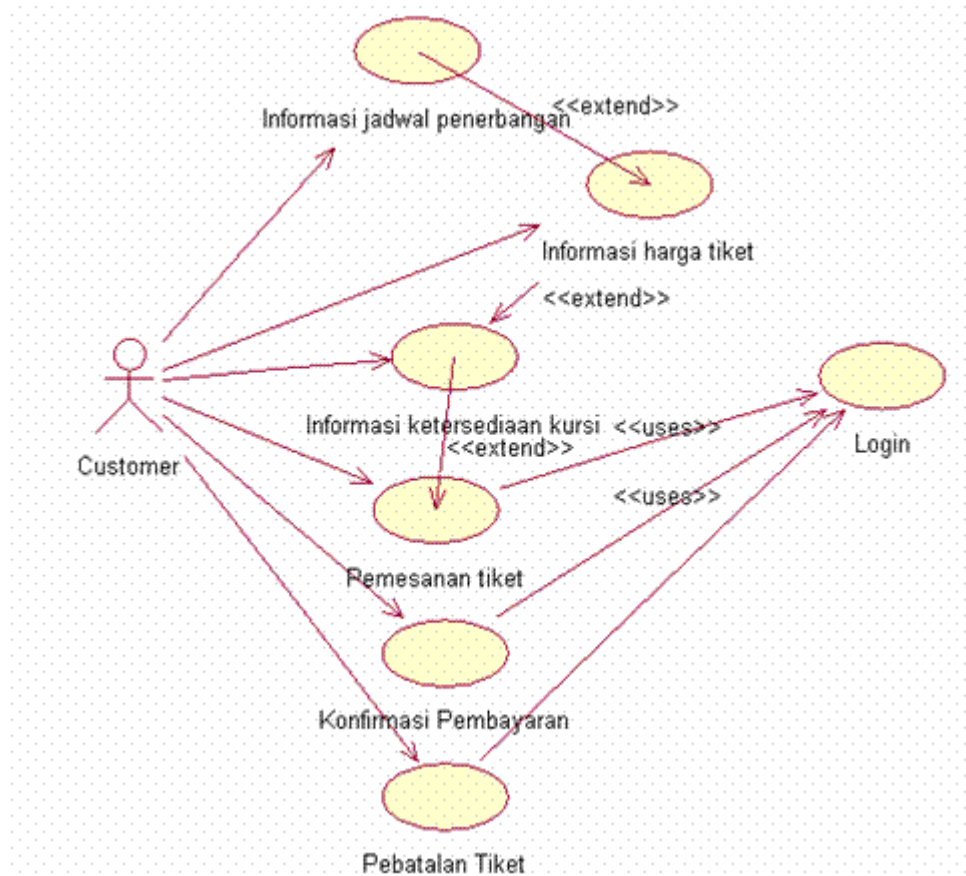 Informasi jadwal penerbangan
<<extend>>
Informasi harga tiket
<<extend>>
Customer
Informasi ketersediaan kursi
<<extend>>
<<uses>>
Login
<<uses>>
Pemesanan tiket
Konfirmasi Pembayaran
Pebatalan Tiket